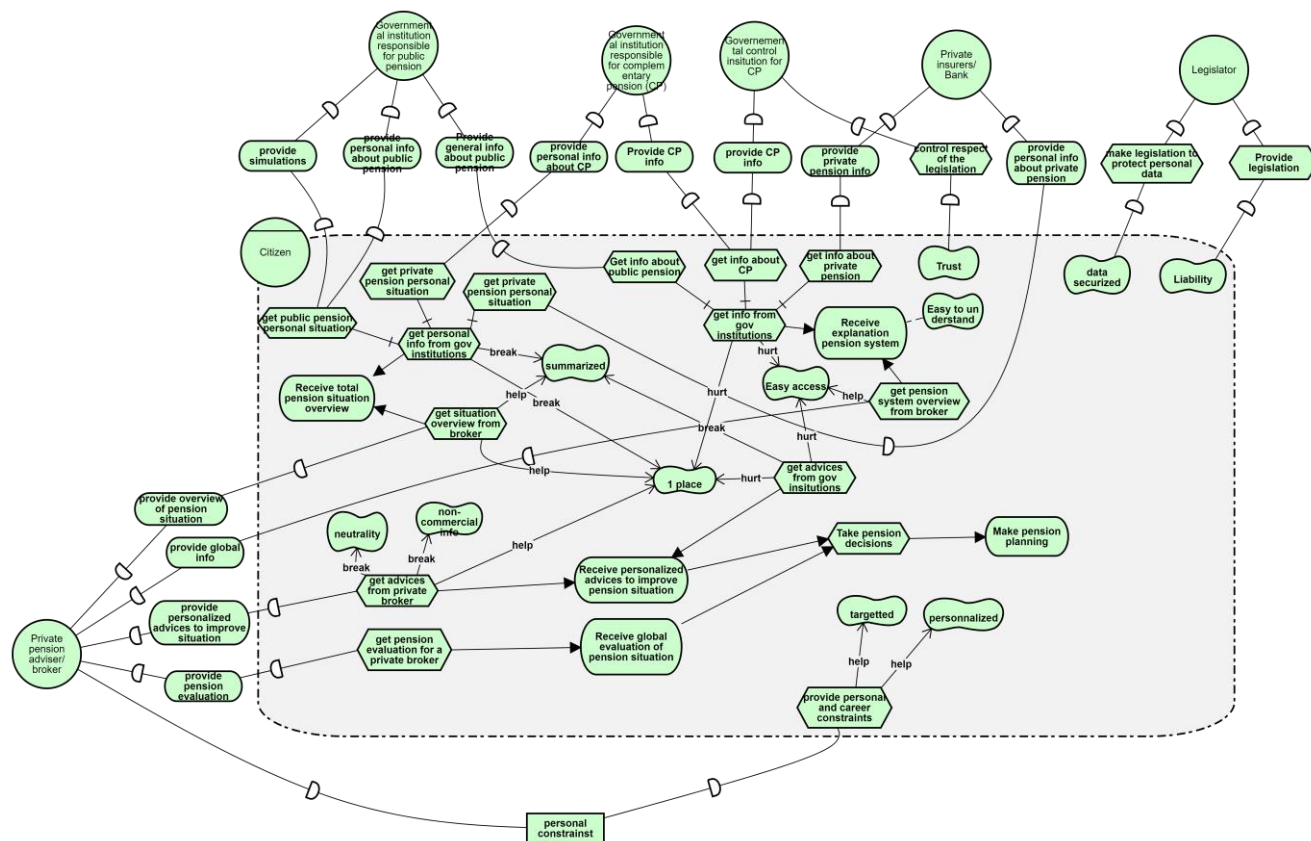 Government
al institution
responsible
for public
pension
Government
al institution
responsible
for complem
entary
pension (CP)
Governemen
tal control
insitution for
CP
Private
insurers/
Bank
Legislator
provide
simulations
provide
personal info
about public
pension
Provide
general info
about public
pension
provide
personal info
about CP
Provide CP
info
provide CP
info
provide
private
pension info
control respect
of the
legislation
provide
personal info
about private
pension
make legislation to
protect personal
data
Provide
legislation
Citizen
get private
pension personal
situation
get private
pension personal
situation
Get info about
public pension
get info about
CP
get info about
private
pension
Trust
data
securized
Liability
get public pension
personal situation
get personal
info from gov
institutions
get info from
gov
institutions
Receive
explanation
pension system
Easy to un
derstand
break
summarized
hurt
Easy access
Receive total
pension situation
overview
help
break
hurt
help
get pension
system overview
from broker
get situation
overview from
broker
break
hurt
help
1 place
hurt
get advices
from gov
insitutions
provide overview
of pension
situation
provide global
info
neutrality
non-
commercial
info
help
Take pension
decisions
Make pension
planning
break
break
get advices
from private
broker
Receive personalized
advices to improve
pension situation
provide
personalized
advices to improve
situation
targetted
personnalized
Private
pension
adviser/
broker
get pension
evaluation for a
private broker
Receive global
evaluation of
pension situation
help
help
provide
pension
evaluation
provide personal
and career
constraints
personal
constrainst